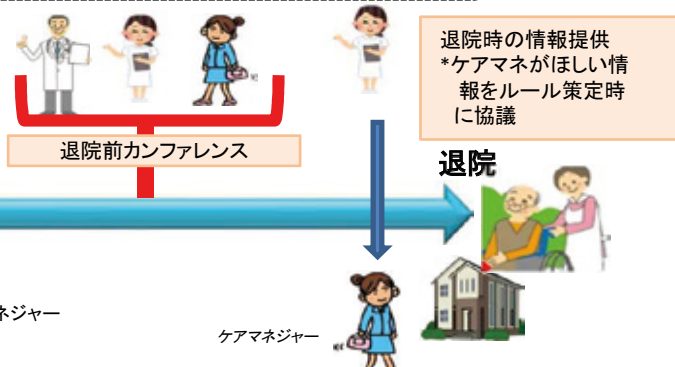 退院時の情報提供
*ケアマネがほしい情
報をルール策定時
に協議
退院前カンファレンス
退院
ネジャー
ケアマネジャー